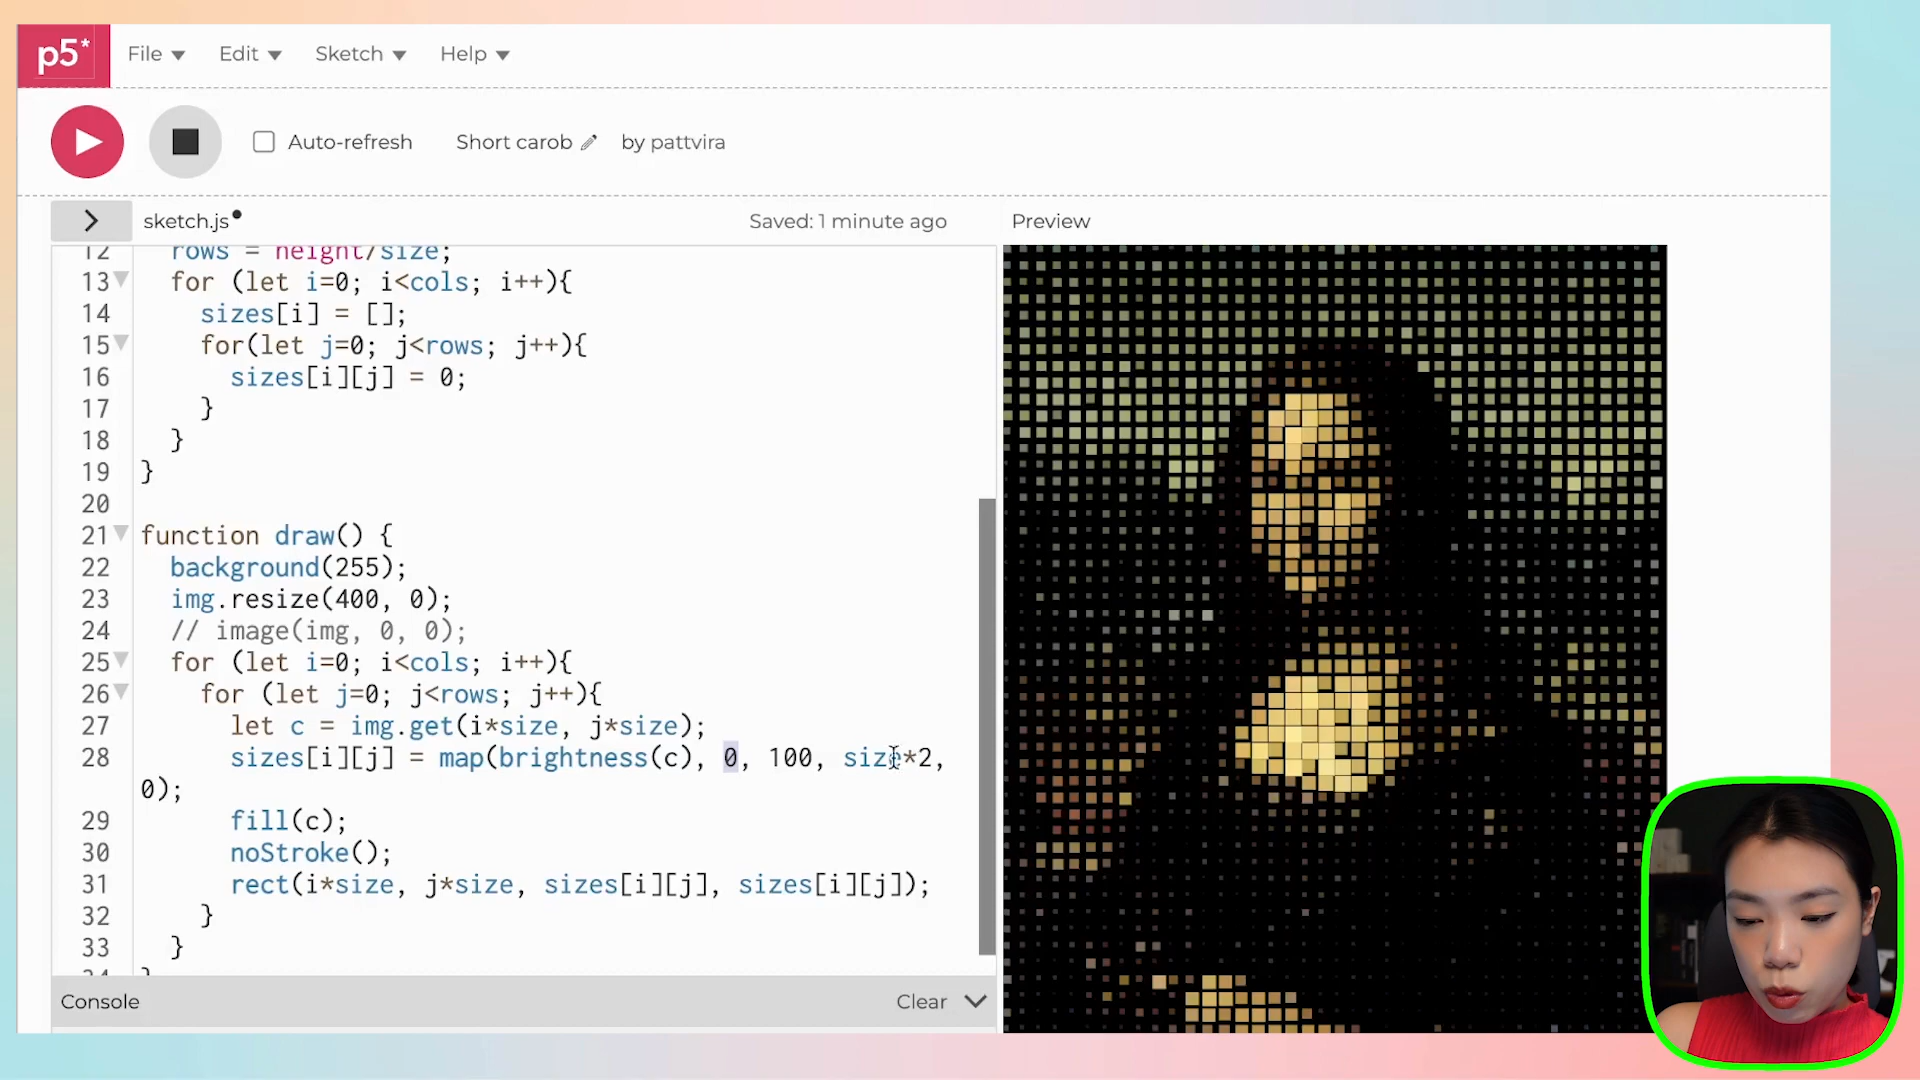 p5*
File Edit Sketch Help
Auto-refresh Short carob by pattvira
sketch.js Saved: 1 minute ago Preview
12 rows = height/size;
13 for (let i=0; i<cols; i++){
14 sizes[i] = [];
15 for(let j=0; j<rows; j++){
16 sizes[i][j] = 0;
17 }
18 }
19 }
20
21 function draw() {
22 background(255);
23 img.resize(400, 0);
24 // image(img, 0, 0);
25 for (let i=0; i<cols; i++){
26 for (let j=0; j<rows; j++){
27 let c = img.get(i*size, j*size);
28 sizes[i][j] = map(brightness(c), 0, 100, size*2,
0);
29 fill(c);
30 noStroke();
31 rect(i*size, j*size, sizes[i][j], sizes[i][j]);
32 }
33 }
34 }
Console Clear